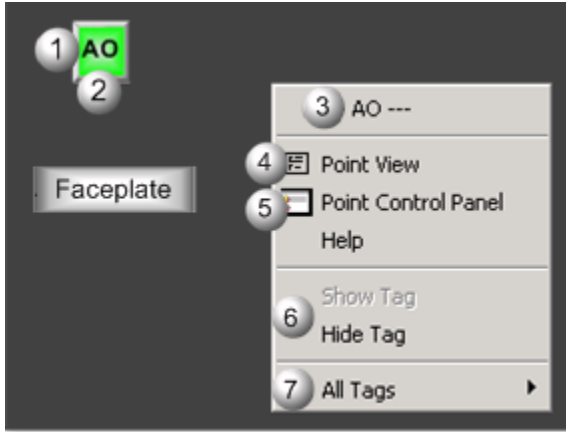 1 AO
2
3 AO ---
4 Point View
. Faceplate
5 Point Control Panel
Help
Show Tag
6
Hide Tag
7 All Tags